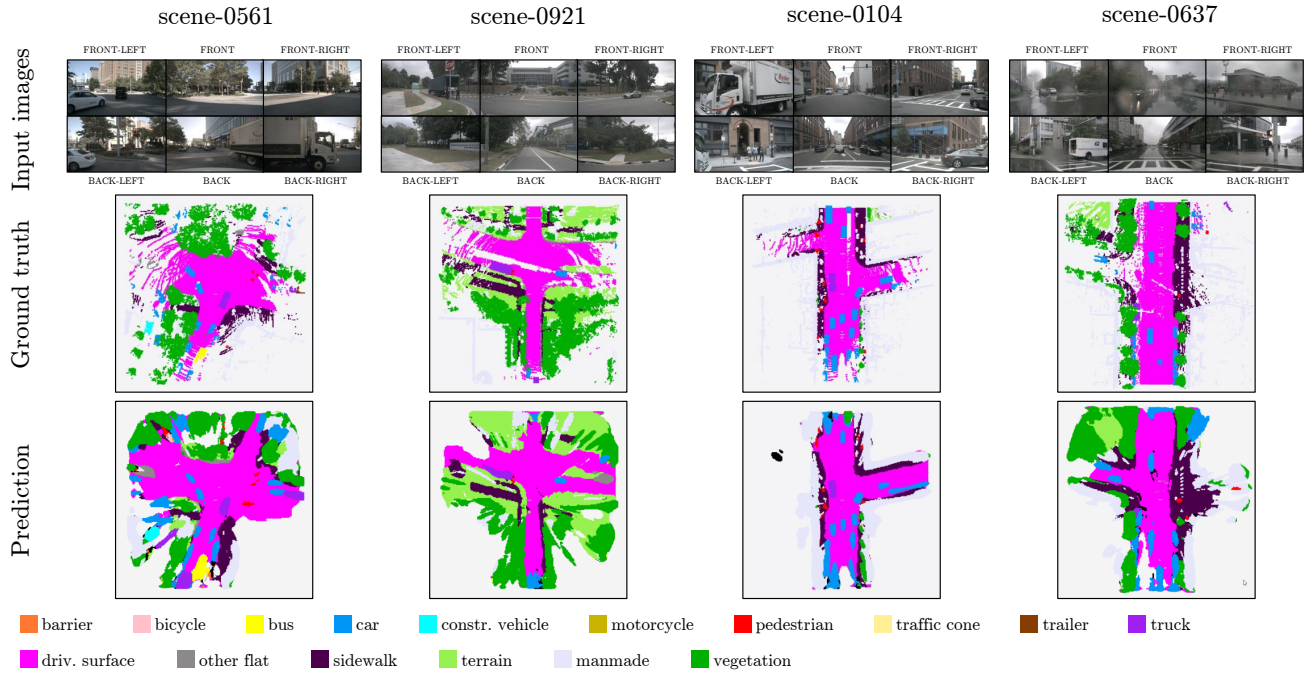 scene-0561 scene-0921 scene-0104 scene-0637
FRONT-LEFT FRONT FRONT-RIGHT FRONT-LEFT FRONT FRONT-RIGHT FRONT-LEFT FRONT FRONT-RIGHT FRONT-LEFT FRONT FRONT-RIGHT
Input images
BACK-LEFT BACK BACK-RIGHT BACK-LEFT BACK BACK-RIGHT BACK-LEFT BACK BACK-RIGHT BACK-LEFT BACK BACK-RIGHT
Ground truth
Prediction
barrier bicycle bus car constr. vehicle motorcycle pedestrian traffic cone trailer truck
driv. surface other flat sidewalk terrain manmade vegetation